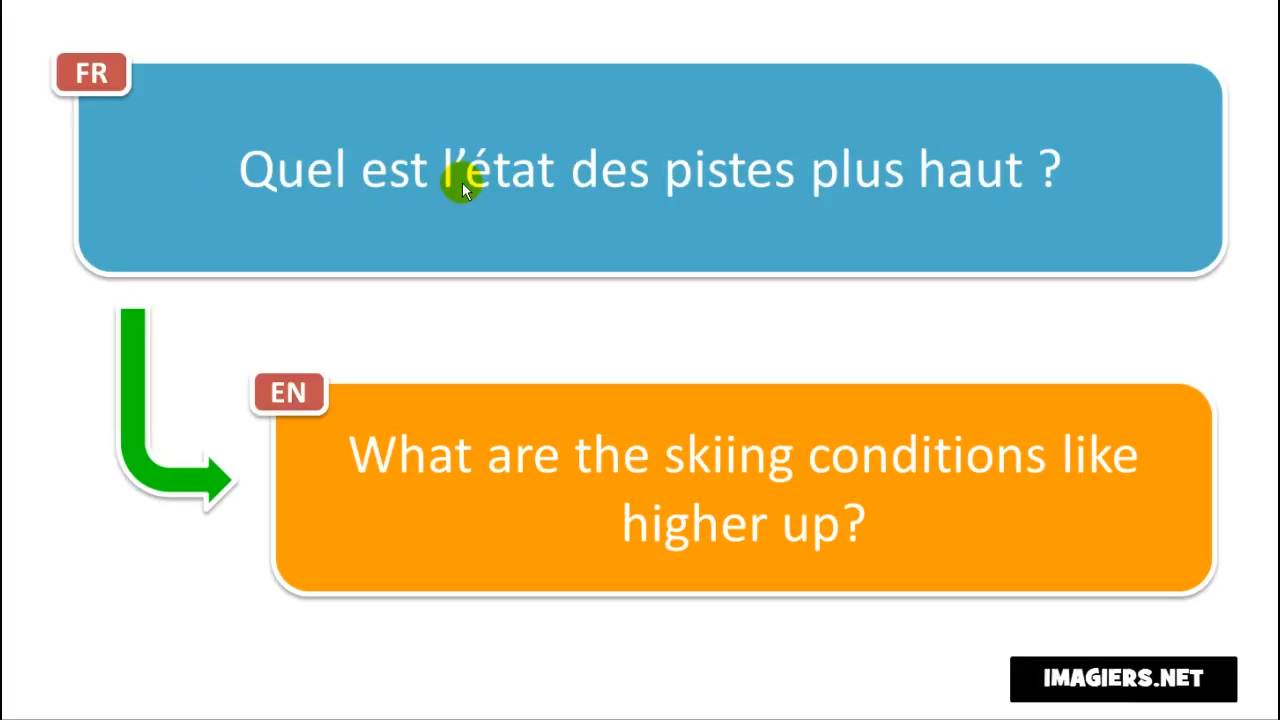 FR
Quel est l’état des pistes plus haut ?
EN
What are the skiing conditions like
higher up?
IMAGIERS.NET